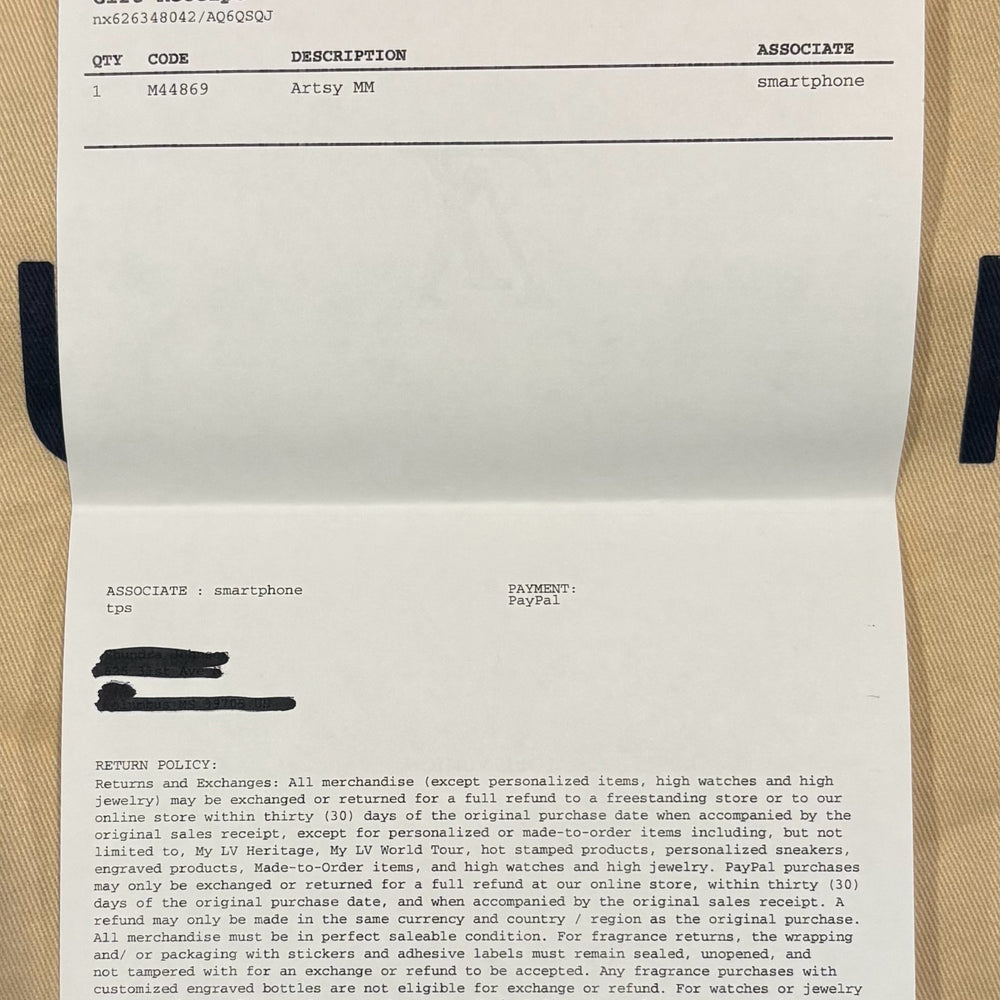 nx626348042/AQ6QSQJ
QTY CODE DESCRIPTION ASSOCIATE
1 M44869 Artsy MM smartphone
ASSOCIATE : smartphone PAYMENT:
tps PayPal
RETURN POLICY:
Returns and Exchanges: All merchandise (except personalized items, high watches and high
jewelry) may be exchanged or returned for a full refund to a freestanding store or to our
online store within thirty (30) days of the original purchase date when accompanied by the
original sales receipt, except for personalized or made-to-order items including, but not
limited to, My LV Heritage, My LV World Tour, hot stamped products, personalized sneakers,
engraved products, Made-to-Order items, and high watches and high jewelry. PayPal purchases
may only be exchanged or returned for a full refund at our online store, within thirty (30)
days of the original purchase date, and when accompanied by the original sales receipt. A
refund may only be made in the same currency and country / region as the original purchase.
All merchandise must be in perfect saleable condition. For fragrance returns, the wrapping
and/ or packaging with stickers and adhesive labels must remain sealed, unopened, and
not tampered with for an exchange or refund to be accepted. Any fragrance purchases with
customized engraved bottles are not eligible for exchange or refund. For watches or jewelry